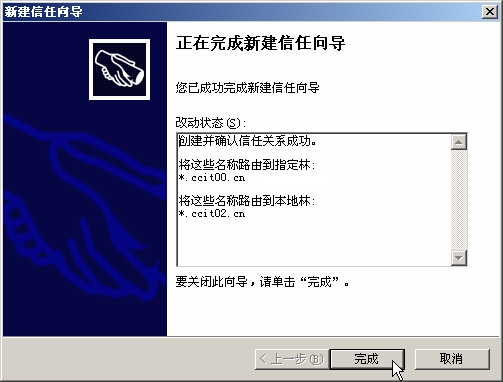 新建信任向导
正在完成新建信任向导
您已成功完成新建信任向导
改动状态(S):
创建并确认信任关系成功。
将这些名称路由到指定林:
*.ccit00.cn
将这些名称路由到本地林:
*.ccit02.cn
要关闭此向导，请单击“完成”。
< 上一步(B)
完成
取消